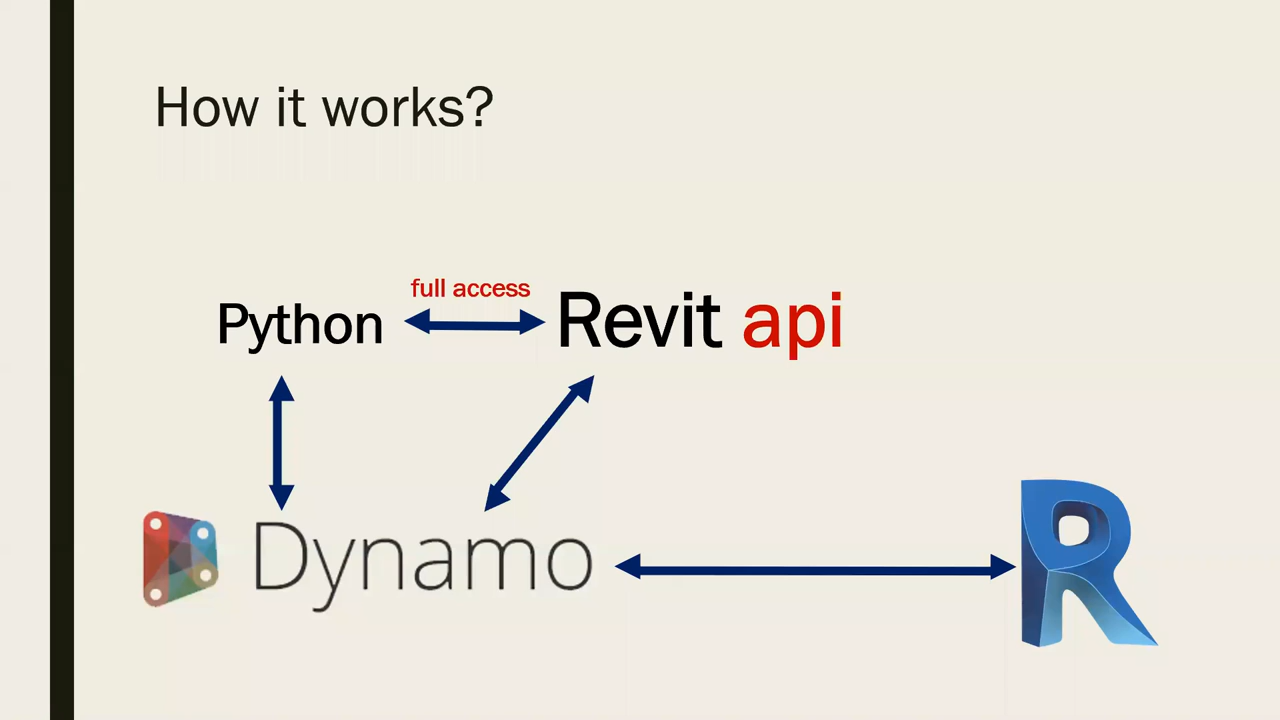 How it works?
full access
Python
Revit api
Dynamo
R